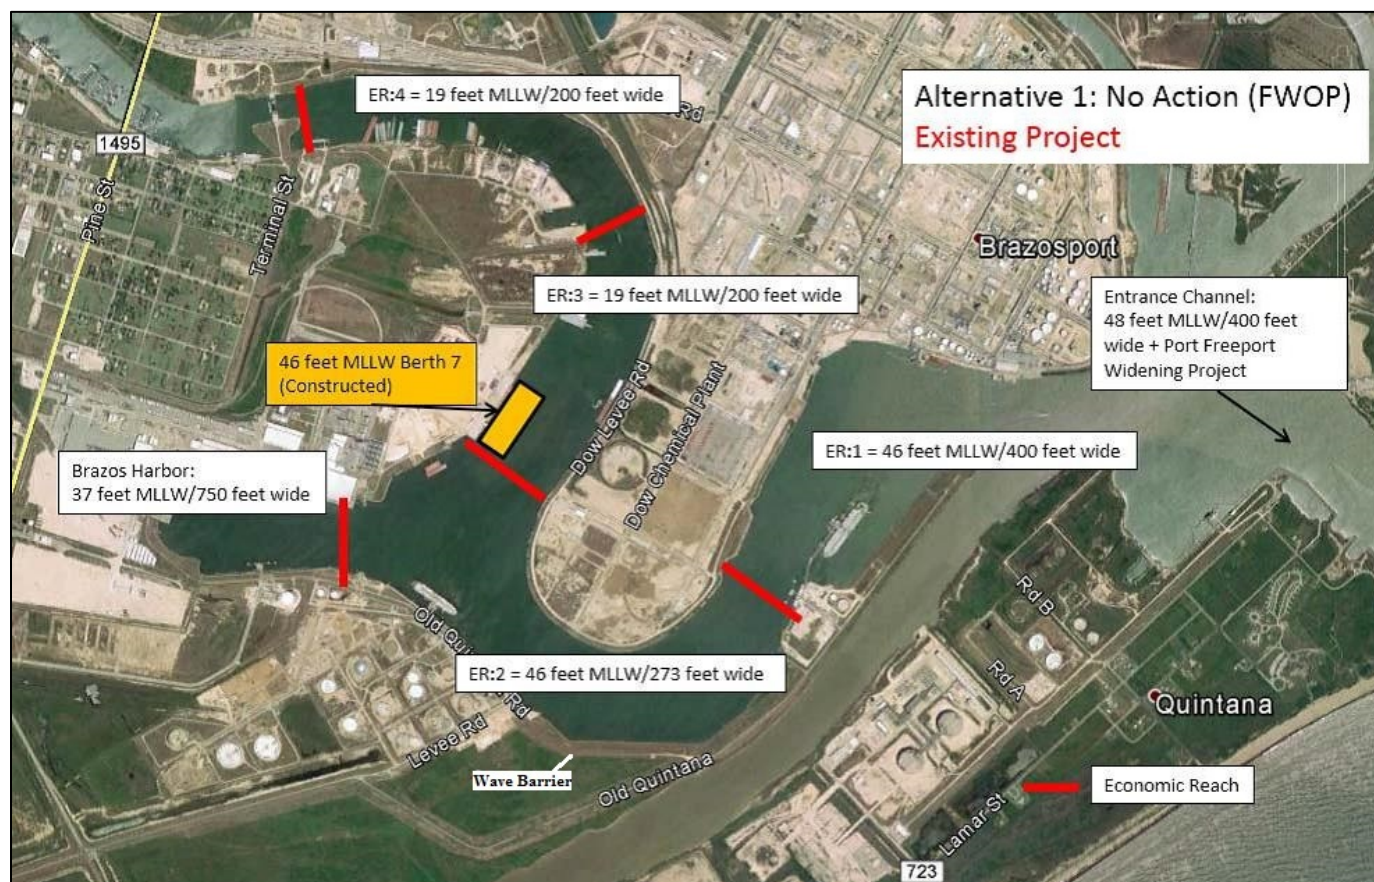 ER:4 = 19 feet MLLW/200 feet wide
Alternative 1: No Action (FWOP)
Existing Project
Rd
1495
Pine St
Terminal St
Brazosport
ER:3 = 19 feet MLLW/200 feet wide
Entrance Channel:
48 feet MLLW/400 feet
wide + Port Freeport
Widening Project
46 feet MLLW Berth 7
(Constructed)
Dow Levee Rd
Dow Chemical Plant
ER:1 = 46 feet MLLW/400 feet wide
Brazos Harbor:
37 feet MLLW/750 feet wide
Rd B
Old Qui
Rd
ER:2 = 46 feet MLLW/273 feet wide
Rd A
Quintana
Levee Rd
Wave Barrier
Old Quintana
Economic Reach
Lamar St
723